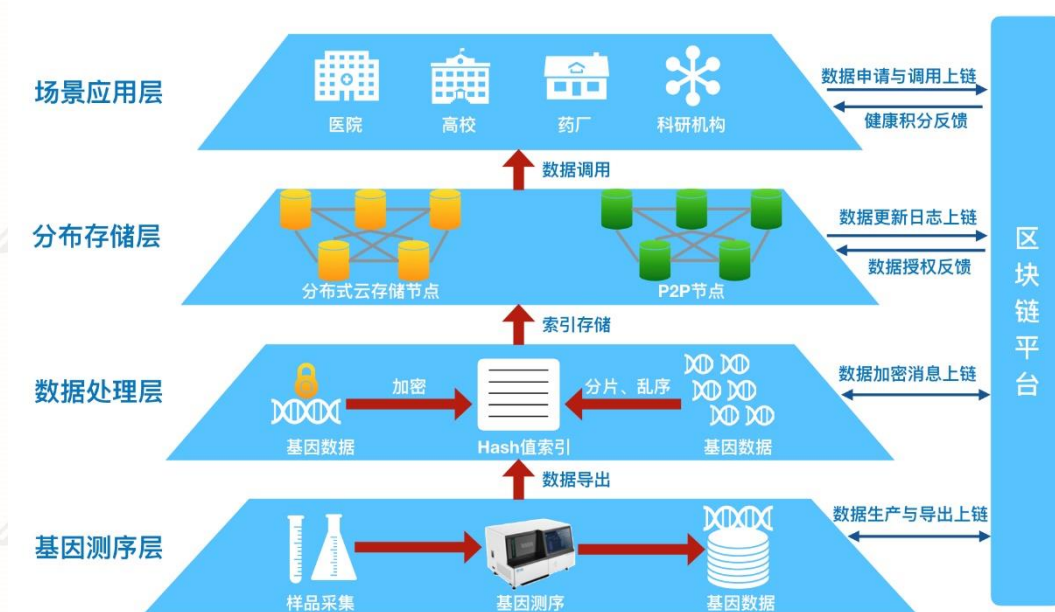 场景应用层
医院
高校
药厂
科研机构
数据申请与调用上链
健康积分反馈
数据调用
分布存储层
分布式云存储节点
P2P节点
数据更新日志上链
数据授权反馈
索引存储
数据处理层
加密
分片、乱序
基因数据
Hash值索引
基因数据
数据加密消息上链
数据导出
基因测序层
样品采集
基因测序
基因数据
数据生产与导出上链
区块链平台